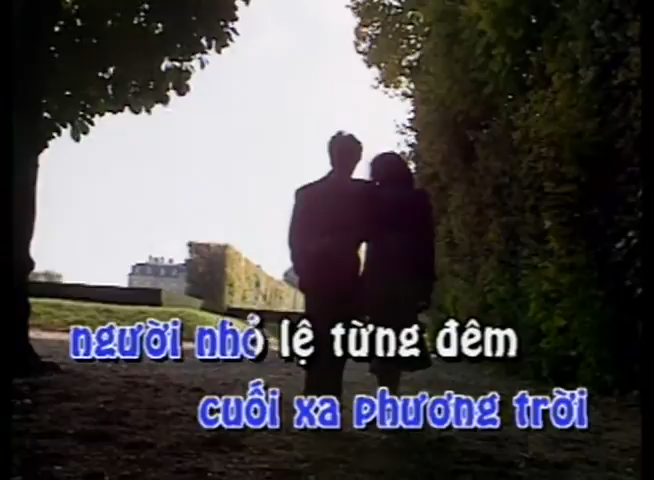 người nhỏ lệ từng đêm
cuối xa phương trời